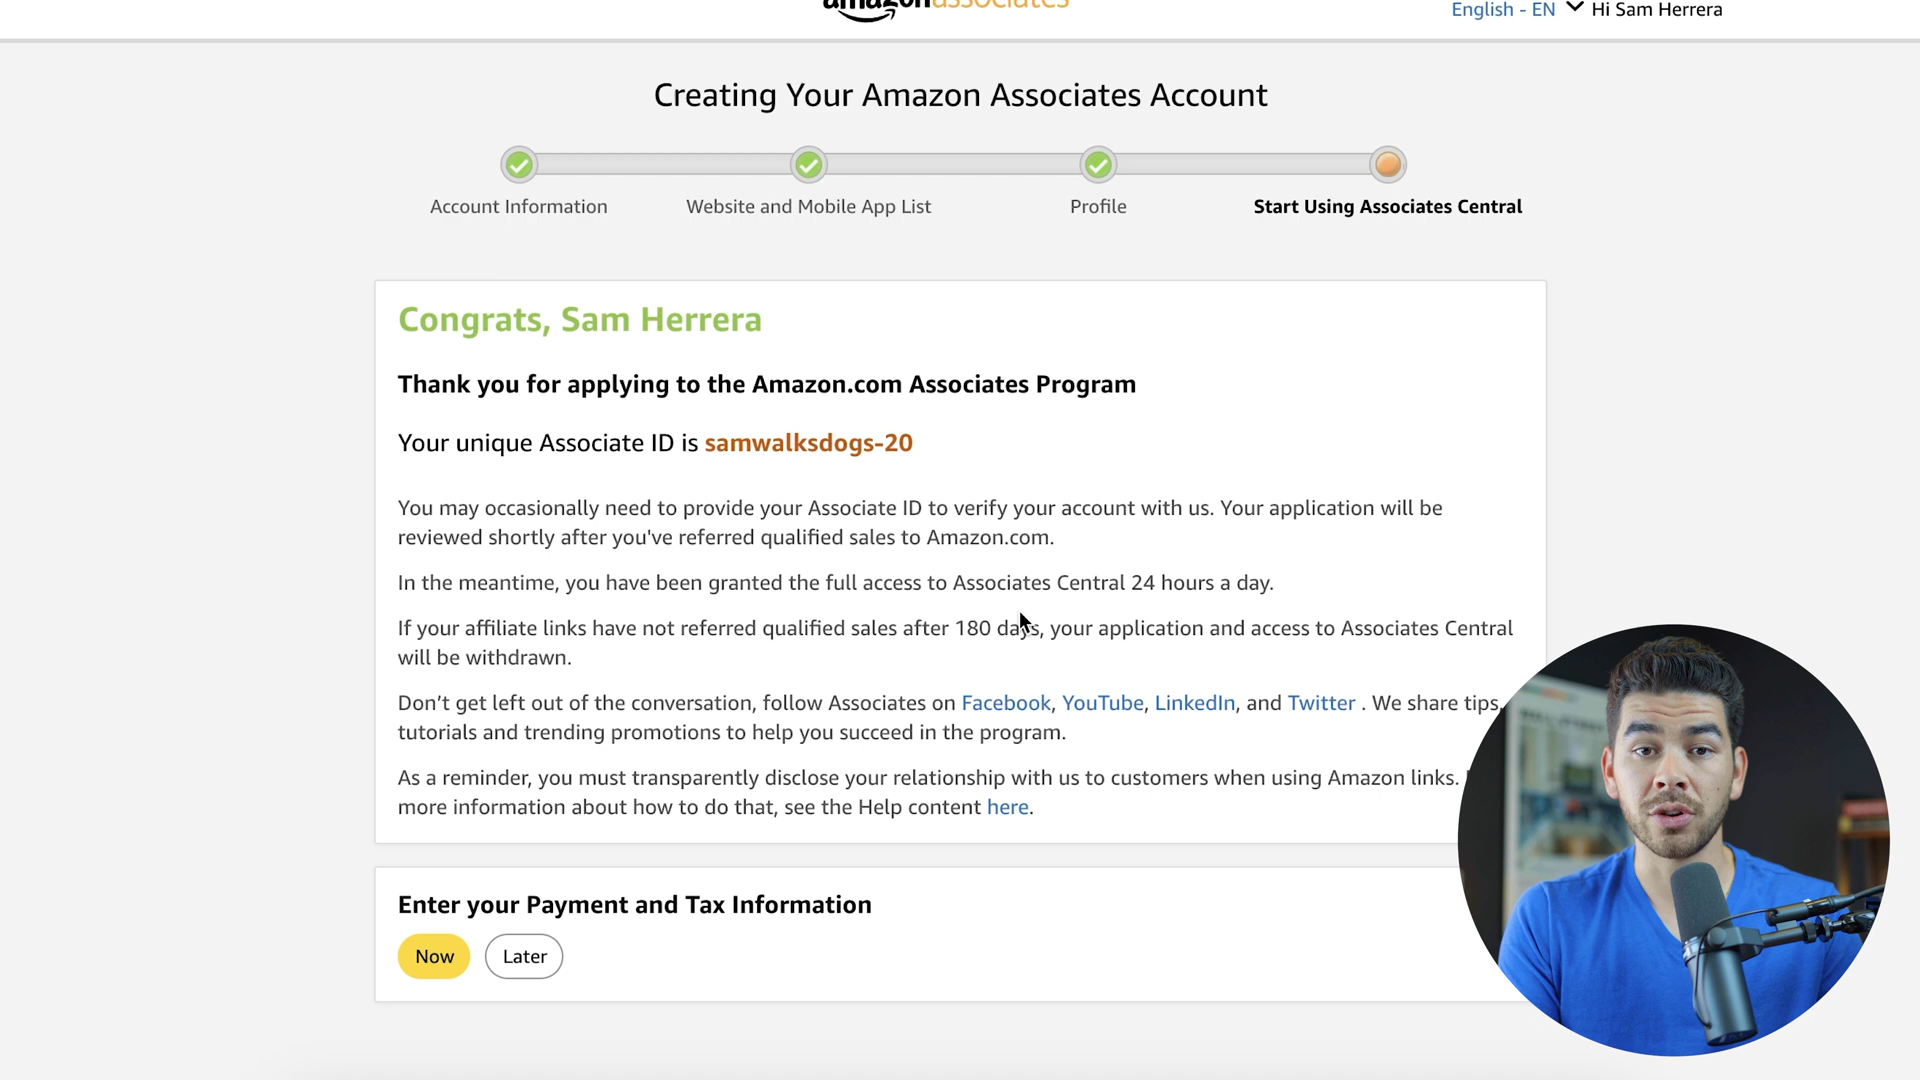 amazon associates
English - EN Hi Sam Herrera
Creating Your Amazon Associates Account
Account Information Website and Mobile App List Profile Start Using Associates Central
Congrats, Sam Herrera
Thank you for applying to the Amazon.com Associates Program
Your unique Associate ID is samwalksdogs-20
You may occasionally need to provide your Associate ID to verify your account with us. Your application will be
reviewed shortly after you've referred qualified sales to Amazon.com.
In the meantime, you have been granted the full access to Associates Central 24 hours a day.
If your affiliate links have not referred qualified sales after 180 days, your application and access to Associates Central
will be withdrawn.
Don’t get left out of the conversation, follow Associates on Facebook, YouTube, LinkedIn, and Twitter . We share tips,
tutorials and trending promotions to help you succeed in the program.
As a reminder, you must transparently disclose your relationship with us to customers when using Amazon links.
more information about how to do that, see the Help content here.
Enter your Payment and Tax Information
Now Later